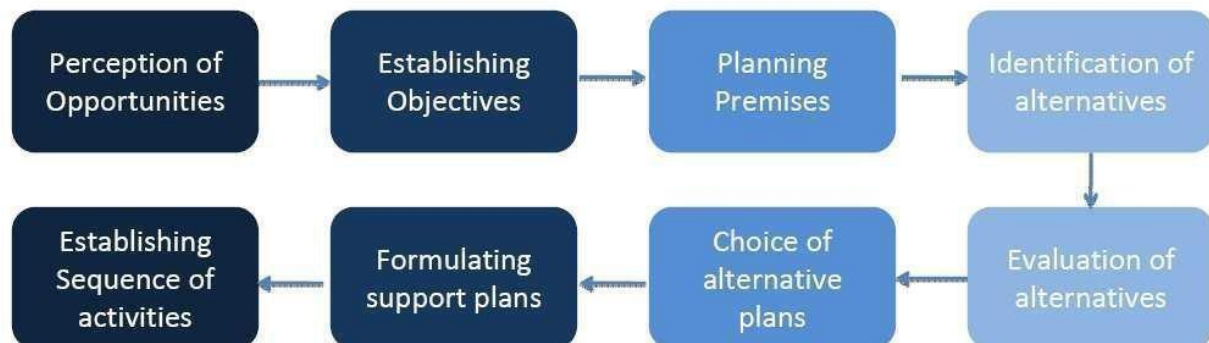 Perception of
Opportunities
Establishing
Objectives
Planning
Premises
Identification of
alternatives
Evaluation of
alternatives
Choice of
alternative
plans
Formulating
support plans
Establishing
Sequence of
activities